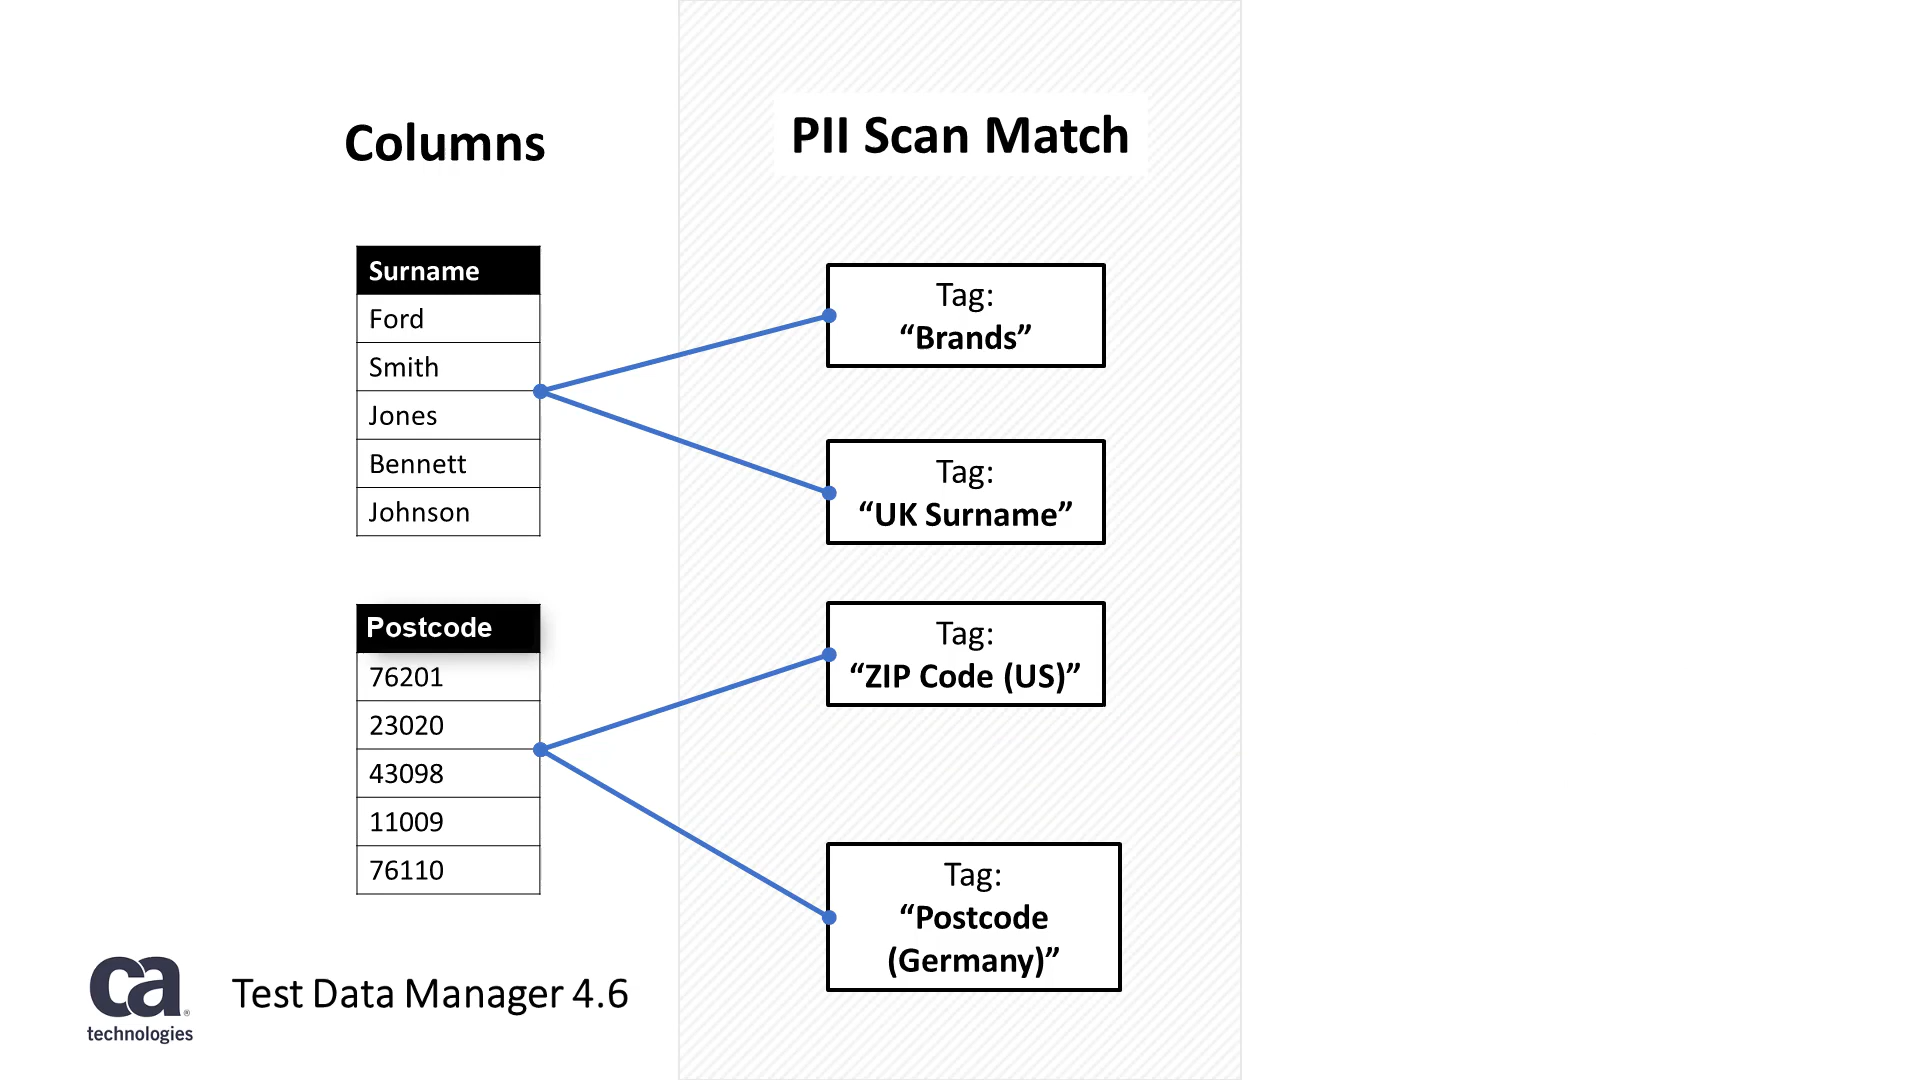 Columns
PII Scan Match
Surname
Ford
Smith
Jones
Bennett
Johnson
Tag:
“Brands”
Tag:
“UK Surname”
Postcode
76201
23020
43098
11009
76110
Tag:
“ZIP Code (US)”
Tag:
“Postcode
(Germany)”
ca®
technologies
Test Data Manager 4.6